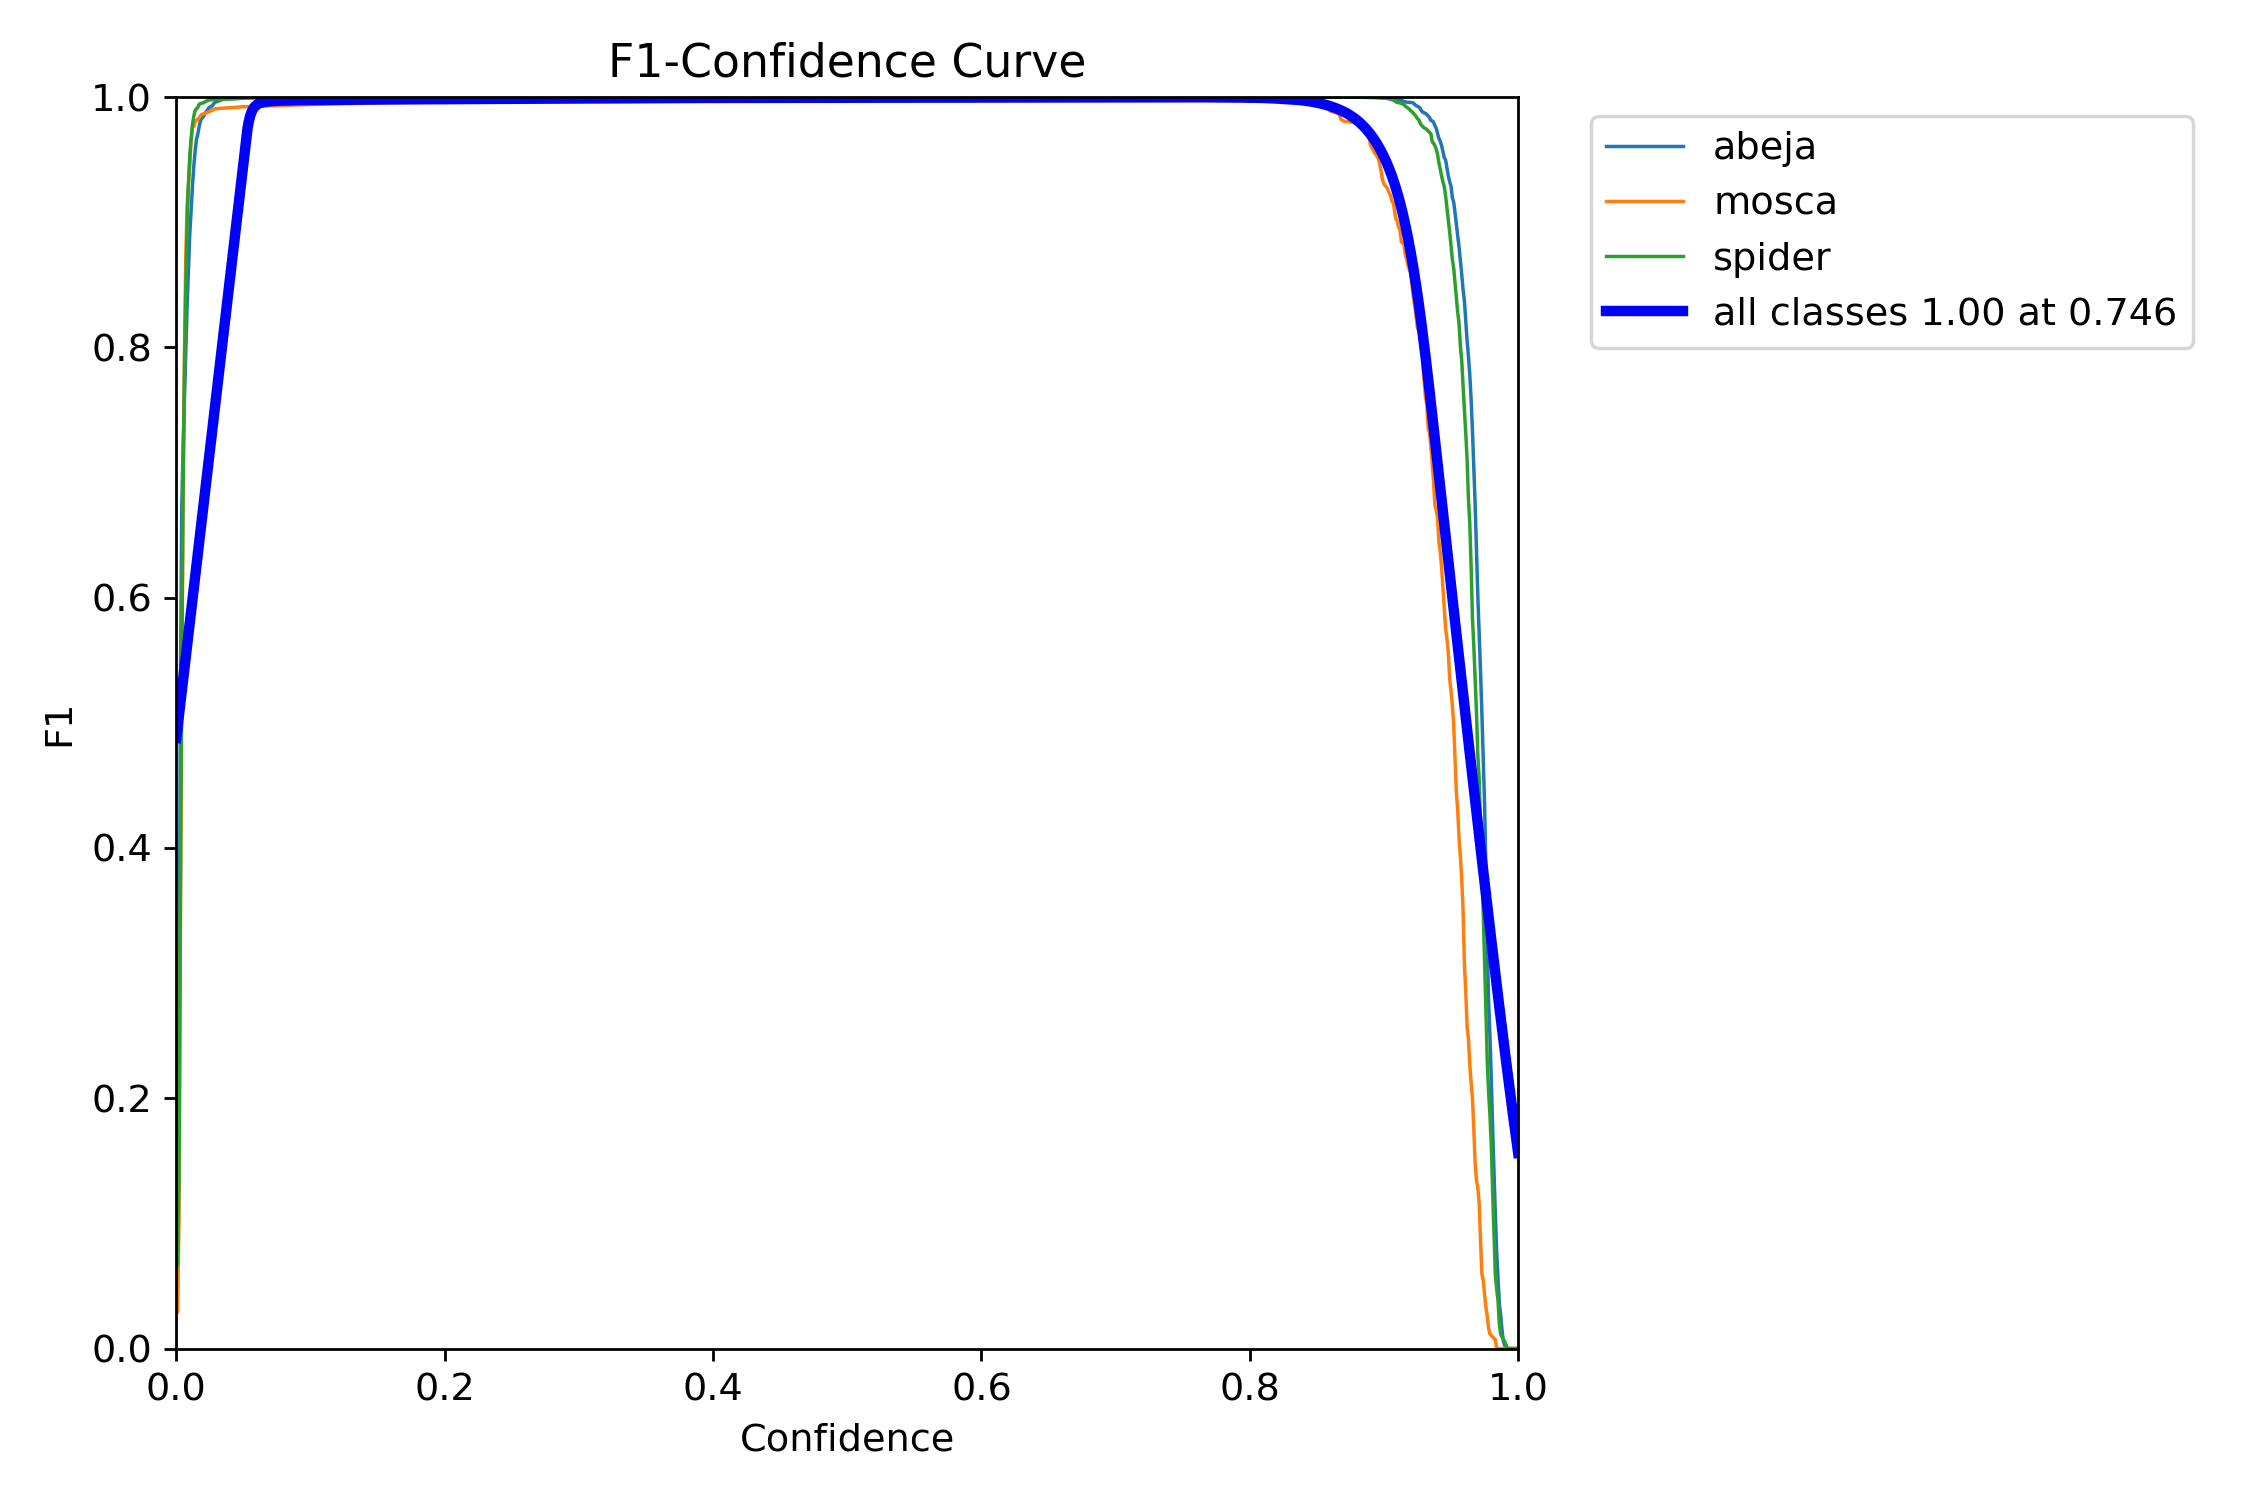 F1-Confidence Curve
1.0
0.8
0.6
0.4
0.2
0.0
F1
0.0 0.2 0.4 0.6 0.8 1.0
Confidence
abeja
mosca
spider
all classes 1.00 at 0.746